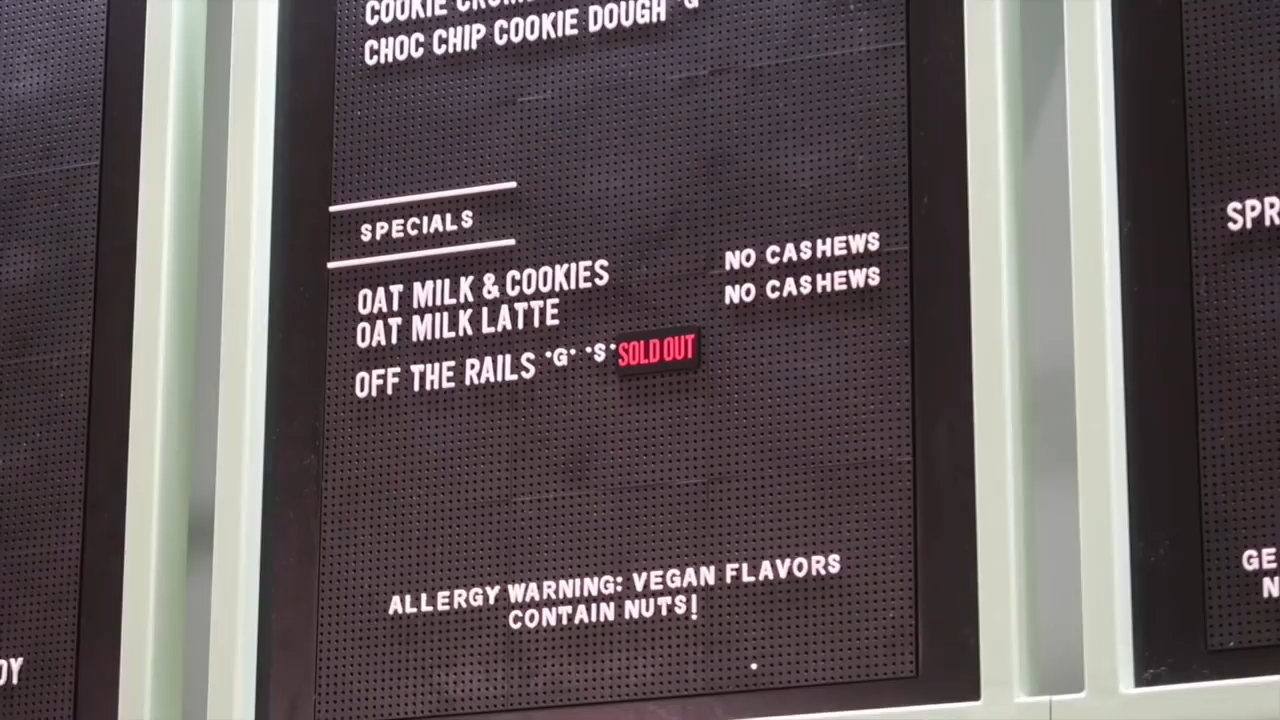 COOKIE
CHOC CHIP COOKIE DOUGH "G
SPECIALS
OAT MILK & COOKIES NO CASHEWS
OAT MILK LATTE NO CASHEWS
OFF THE RAILS "G" "S" SOLD OUT
ALLERGY WARNING: VEGAN FLAVORS
CONTAIN NUTS!